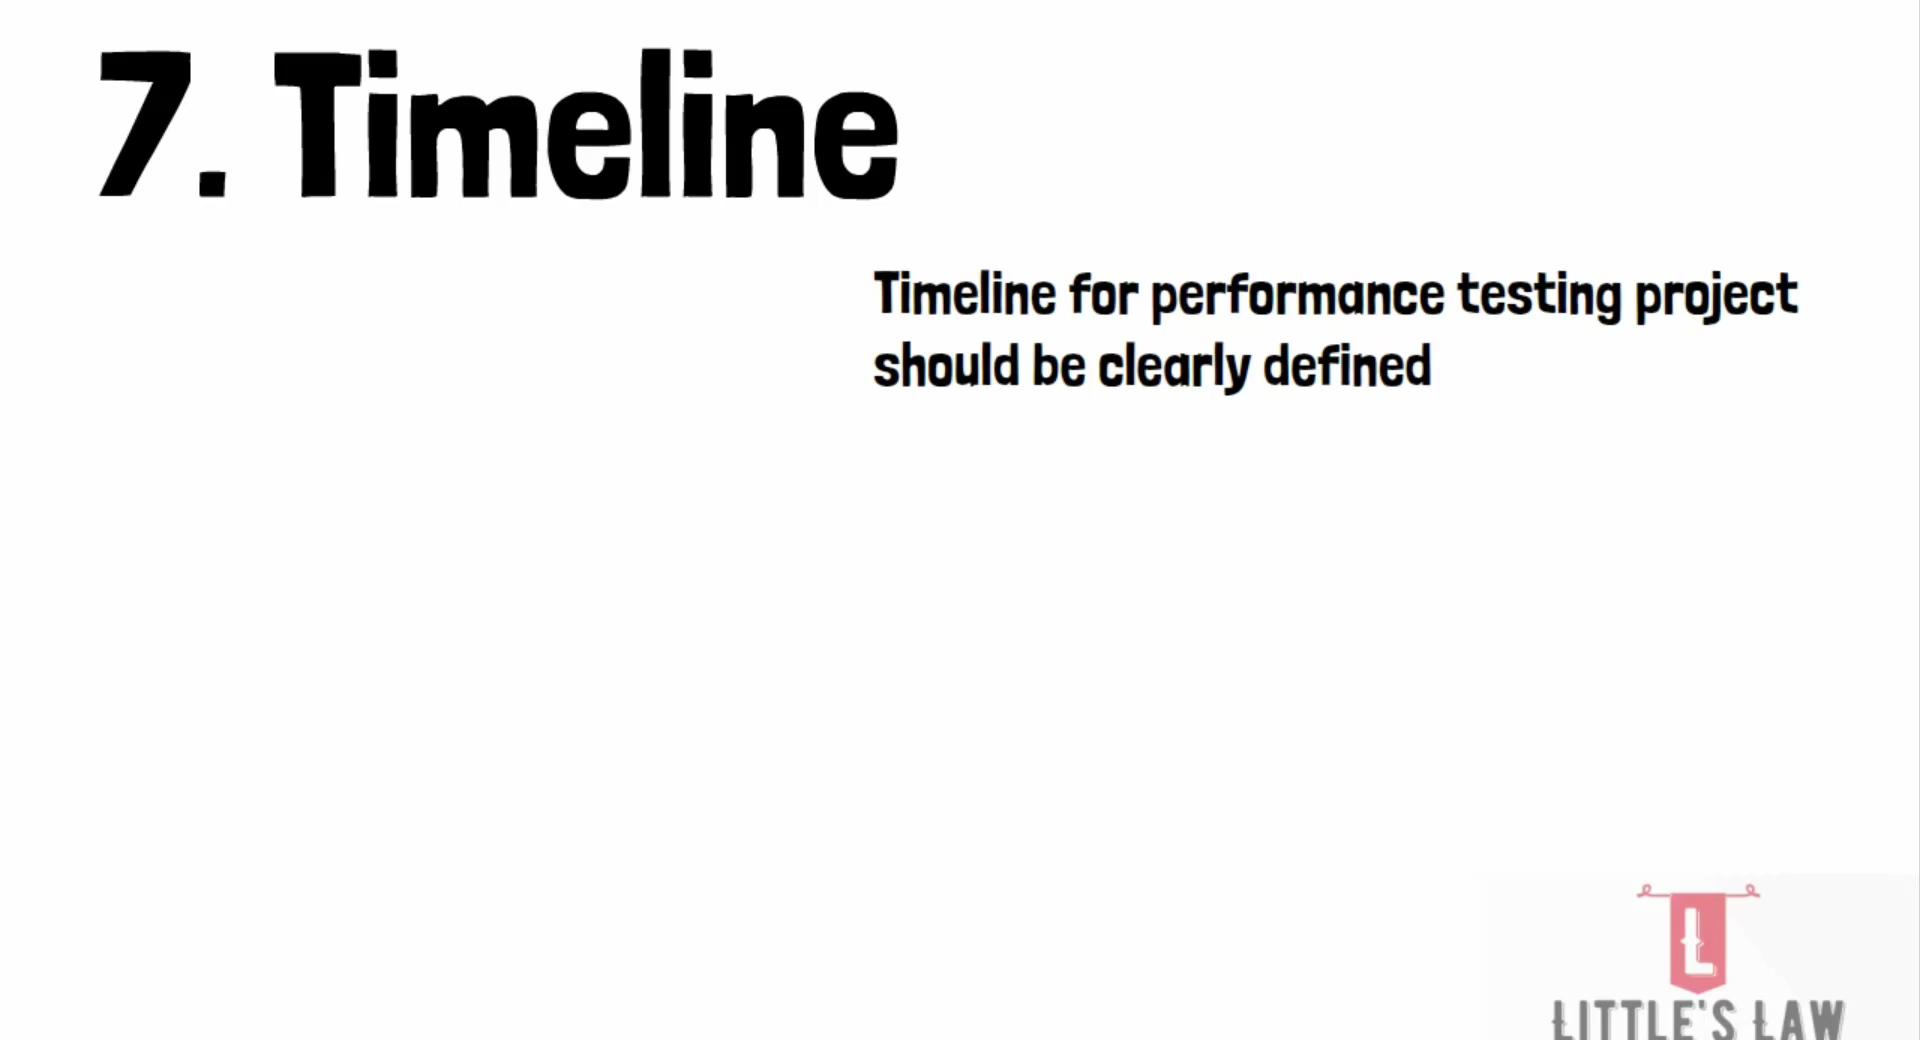 7. Timeline
Timeline for performance testing project
should be clearly defined
L
LITTLE'S LAW